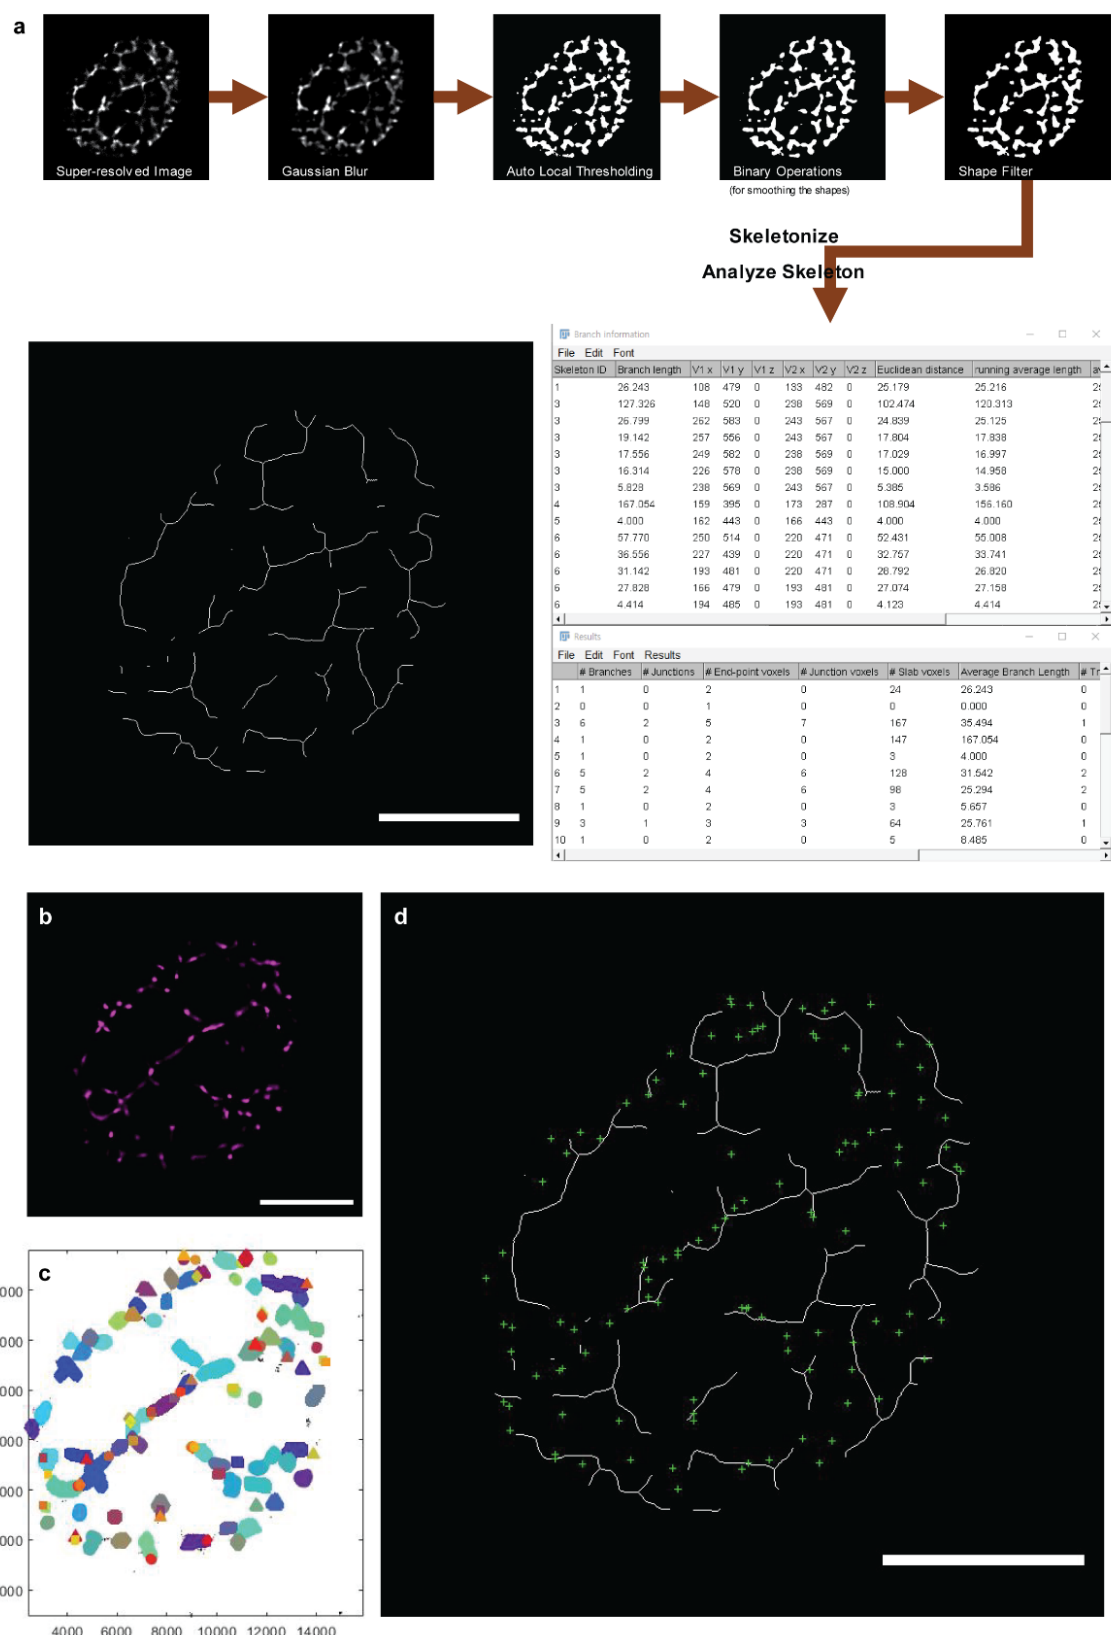 a
Super-resolved Image
Gaussian Blur
Auto Local Thresholding
Binary Operations
(for smoothing the shapes)
Shape Filter
Skeletonize
Analyze Skeleton
Branch information
File Edit Font
Skeleton ID Branch length V1 x V1 y V1 z V2 x V2 y V2 z Euclidean distance running average length
1 26.243 108 479 0 133 482 0 25.179 25.216
3 127.326 148 520 0 238 569 0 102.474 120.313
3 26.799 262 583 0 243 567 0 24.839 25.125
3 19.142 257 556 0 243 567 0 17.804 17.838
3 17.556 249 582 0 238 569 0 17.029 16.997
3 16.314 226 578 0 238 569 0 15.000 14.958
3 5.828 238 569 0 243 567 0 5.385 3.586
4 167.054 159 395 0 173 287 0 108.904 156.160
5 4.000 162 443 0 166 443 0 4.000 4.000
6 57.770 250 514 0 220 471 0 52.431 55.008
6 36.556 227 439 0 220 471 0 32.757 33.741
6 31.142 193 481 0 220 471 0 28.792 26.820
6 27.828 166 479 0 193 481 0 27.074 27.158
6 4.414 194 485 0 193 481 0 4.123 4.414
Results
File Edit Font Results
# Branches # Junctions # End-point voxels # Junction voxels # Slab voxels Average Branch Length # Tr
1 1 0 2 0 24 26.243 0
2 0 0 1 0 0 0.000 0
3 6 2 5 7 167 35.494 1
4 1 0 2 0 147 167.054 0
5 1 0 2 0 3 4.000 0
6 5 2 4 6 128 31.542 2
7 5 2 4 6 98 25.294 2
8 1 0 2 0 3 5.657 0
9 3 1 3 3 64 25.761 1
10 1 0 2 0 5 8.485 0
b
d
c
000
000
000
000
000
000
000
4000 6000 8000 10000 12000 14000